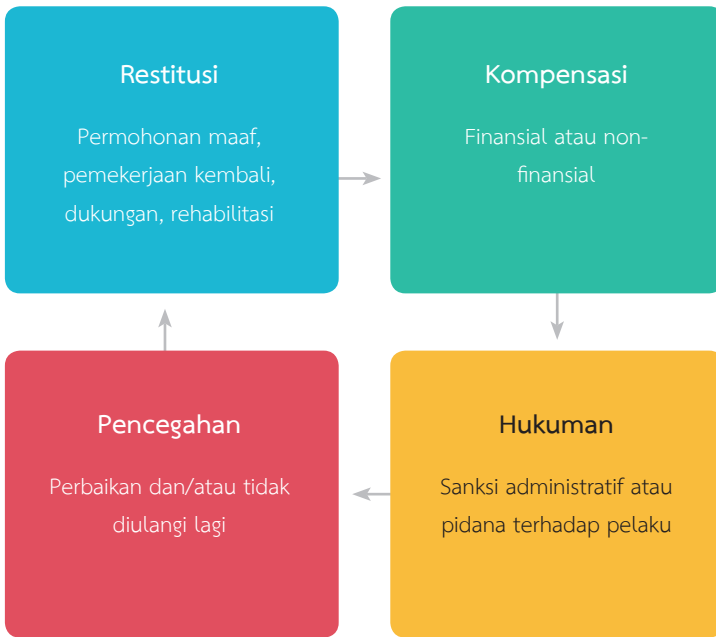 Restitusi
Permohonan maaf,
pemekerjaan kembali,
dukungan, rehabilitasi
Kompensasi
Finansial atau non-
finansial
Pencegahan
Perbaikan dan/atau tidak
diulangi lagi
Hukuman
Sanksi administratif atau
pidana terhadap pelaku